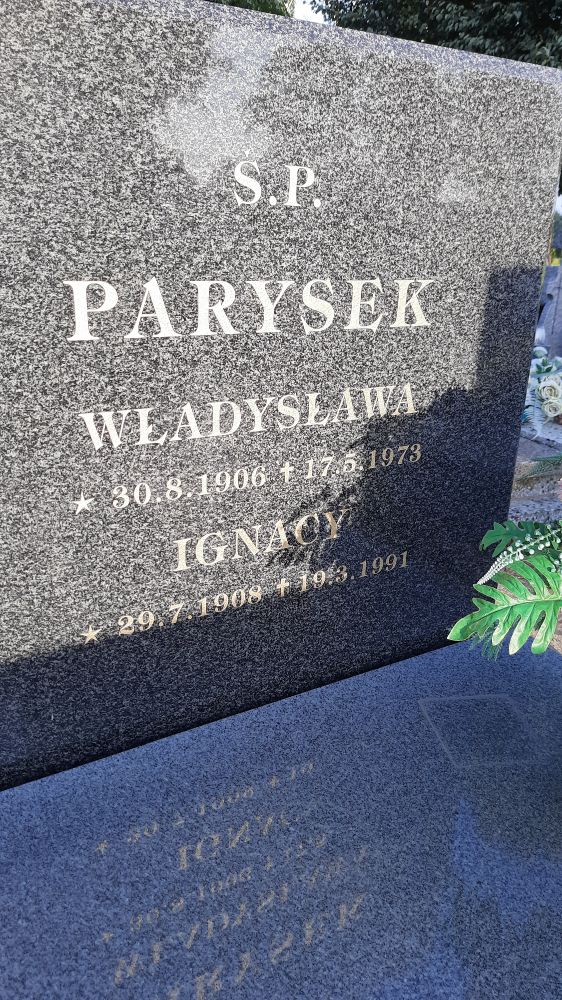 Ś.P.
PARYSEK
WŁADYSŁAWA
★ 30.8.1906 ✝ 17.5.1973
IGNACY
★ 29.7.1908 ✝ 19.3.1991